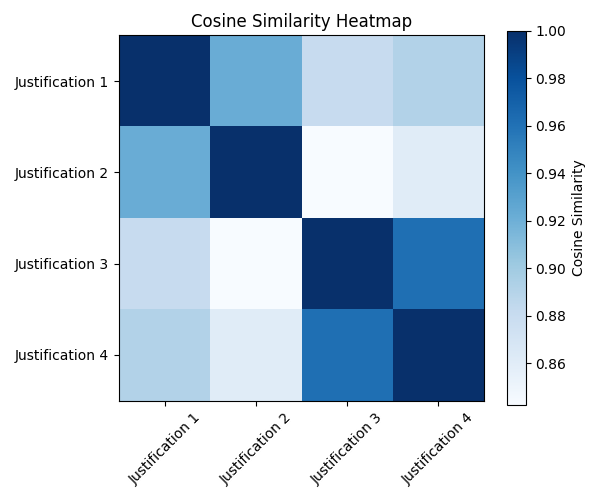 Cosine Similarity Heatmap
Justification 1
Justification 2
Justification 3
Justification 4
Justification 1
Justification 2
Justification 3
Justification 4
1.00
0.98
0.96
0.94
0.92
0.90
0.88
0.86
Cosine Similarity